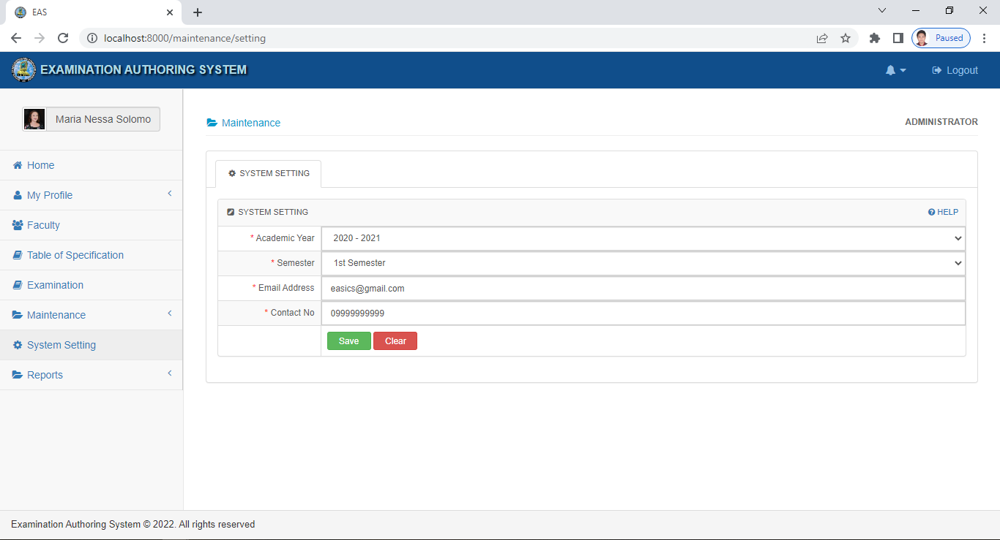 EAS
localhost:8000/maintenance/setting
Paused
EXAMINATION AUTHORING SYSTEM
Logout
Maria Nessa Solomo
Home
My Profile
Faculty
Table of Specification
Examination
Maintenance
System Setting
Reports
Maintenance
ADMINISTRATOR
SYSTEM SETTING
SYSTEM SETTING
HELP
* Academic Year 2020 - 2021
* Semester 1st Semester
* Email Address easics@gmail.com
* Contact No 09999999999
Save Clear
Examination Authoring System © 2022. All rights reserved